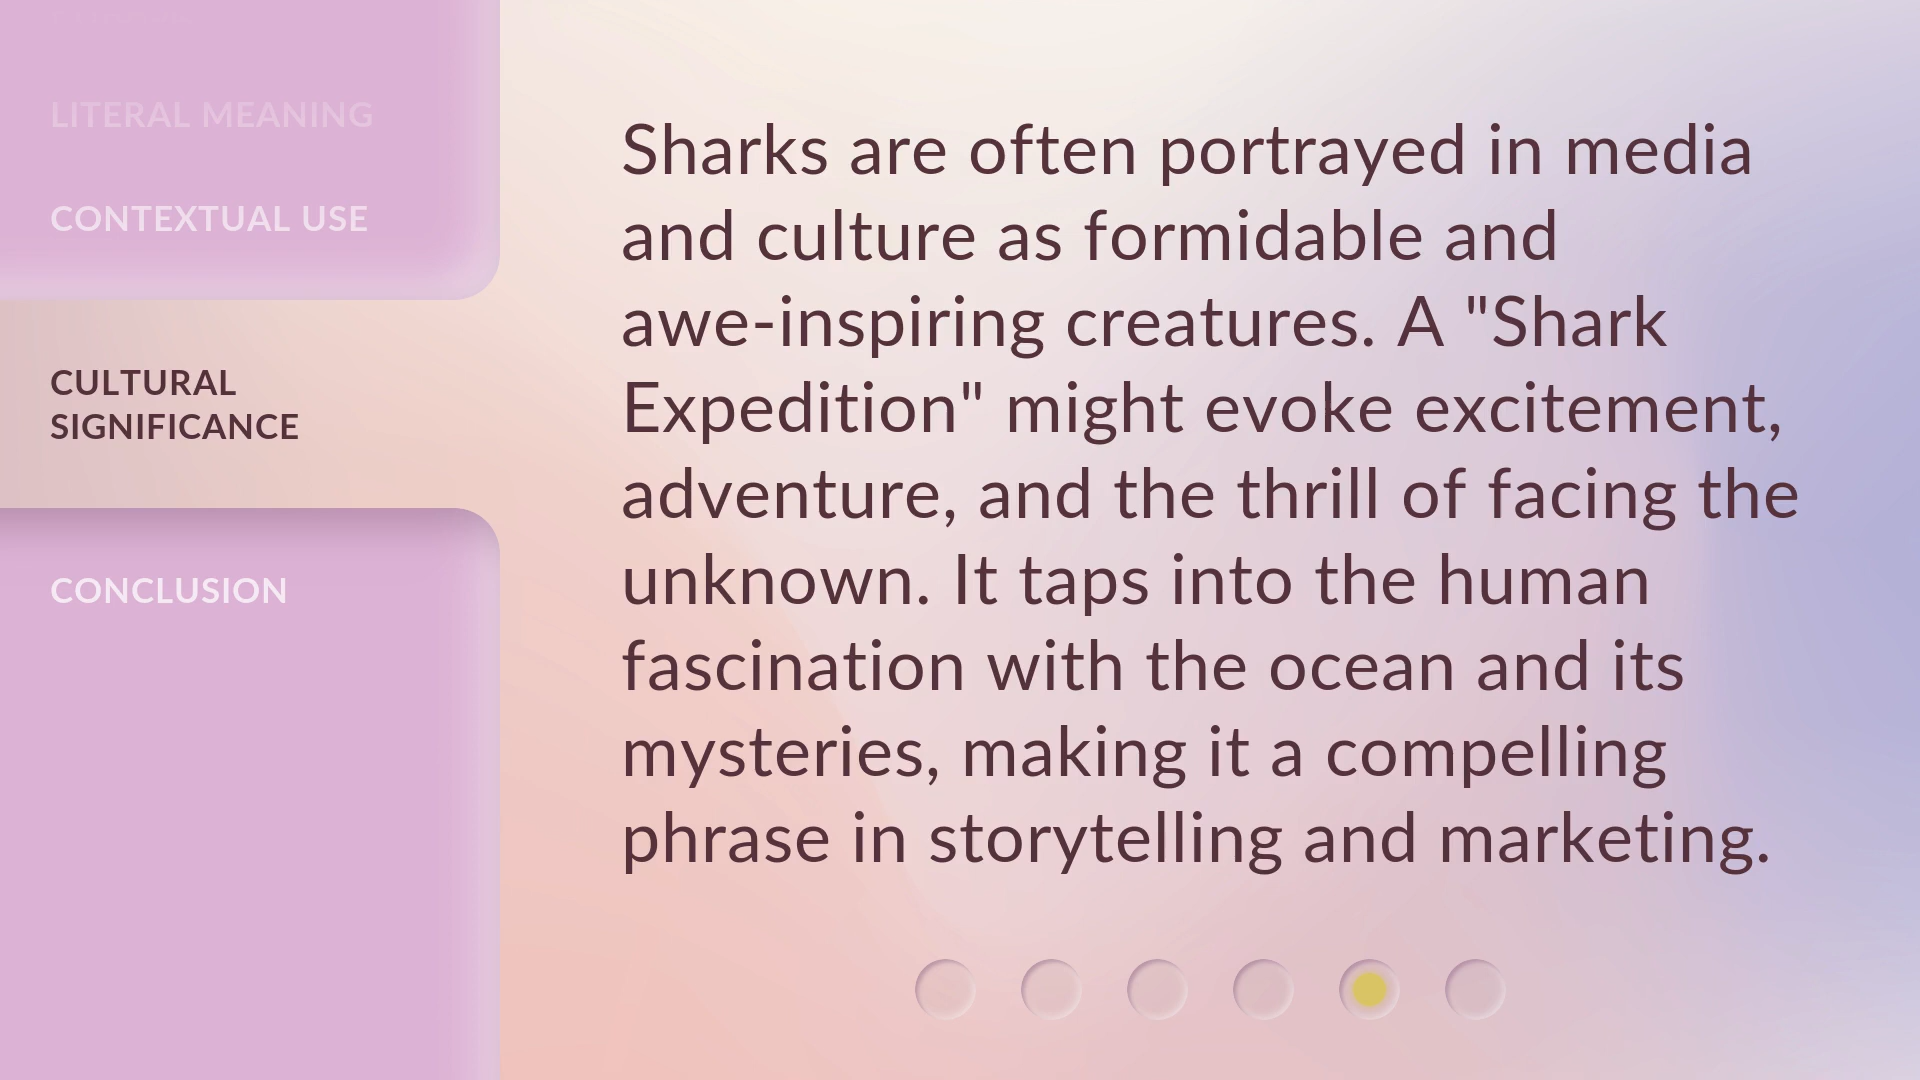 LITERAL MEANING
CONTEXTUAL USE
CULTURAL
SIGNIFICANCE
CONCLUSION
Sharks are often portrayed in media
and culture as formidable and
awe-inspiring creatures. A "Shark
Expedition" might evoke excitement,
adventure, and the thrill of facing the
unknown. It taps into the human
fascination with the ocean and its
mysteries, making it a compelling
phrase in storytelling and marketing.